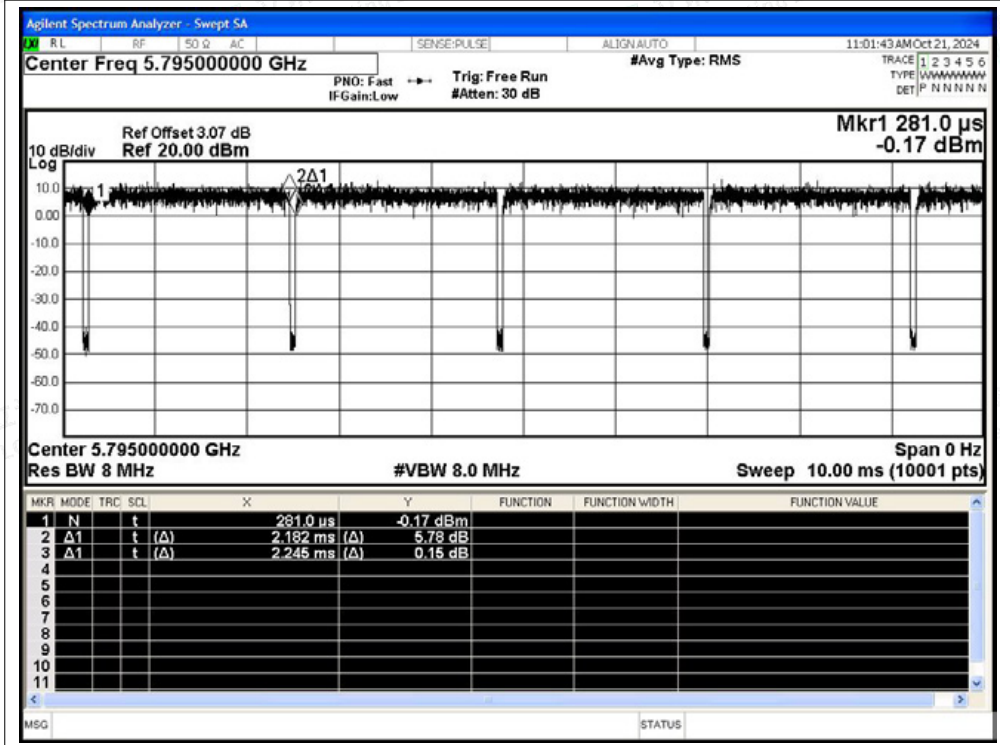 Agilent Spectrum Analyzer - Swept SA
LXI RL RF 50 Ω AC SENSE:PULSE ALIGN AUTO 11:01:43 AM Oct 21, 2024
Center Freq 5.795000000 GHz #Avg Type: RMS TRACE 1 2 3 4 5 6
PNO: Fast Trig: Free Run TYPE WWWWWW
IFGain:Low #Atten: 30 dB DET P N N N N N
Mkr1 281.0 µs
Ref Offset 3.07 dB
10 dB/div Ref 20.00 dBm -0.17 dBm
Log
2Δ1
10.0 1
0.00
-10.0
-20.0
-30.0
-40.0
-50.0
-60.0
-70.0
Center 5.795000000 GHz Span 0 Hz
Res BW 8 MHz #VBW 8.0 MHz Sweep 10.00 ms (10001 pts)
MKR MODE TRC SCL X Y FUNCTION FUNCTION WIDTH FUNCTION VALUE
1 N t 281.0 µs -0.17 dBm
2 Δ1 t (Δ) 2.182 ms (Δ) 5.78 dB
3 Δ1 t (Δ) 2.245 ms (Δ) 0.15 dB
4
5
6
7
8
9
10
11
MSG STATUS